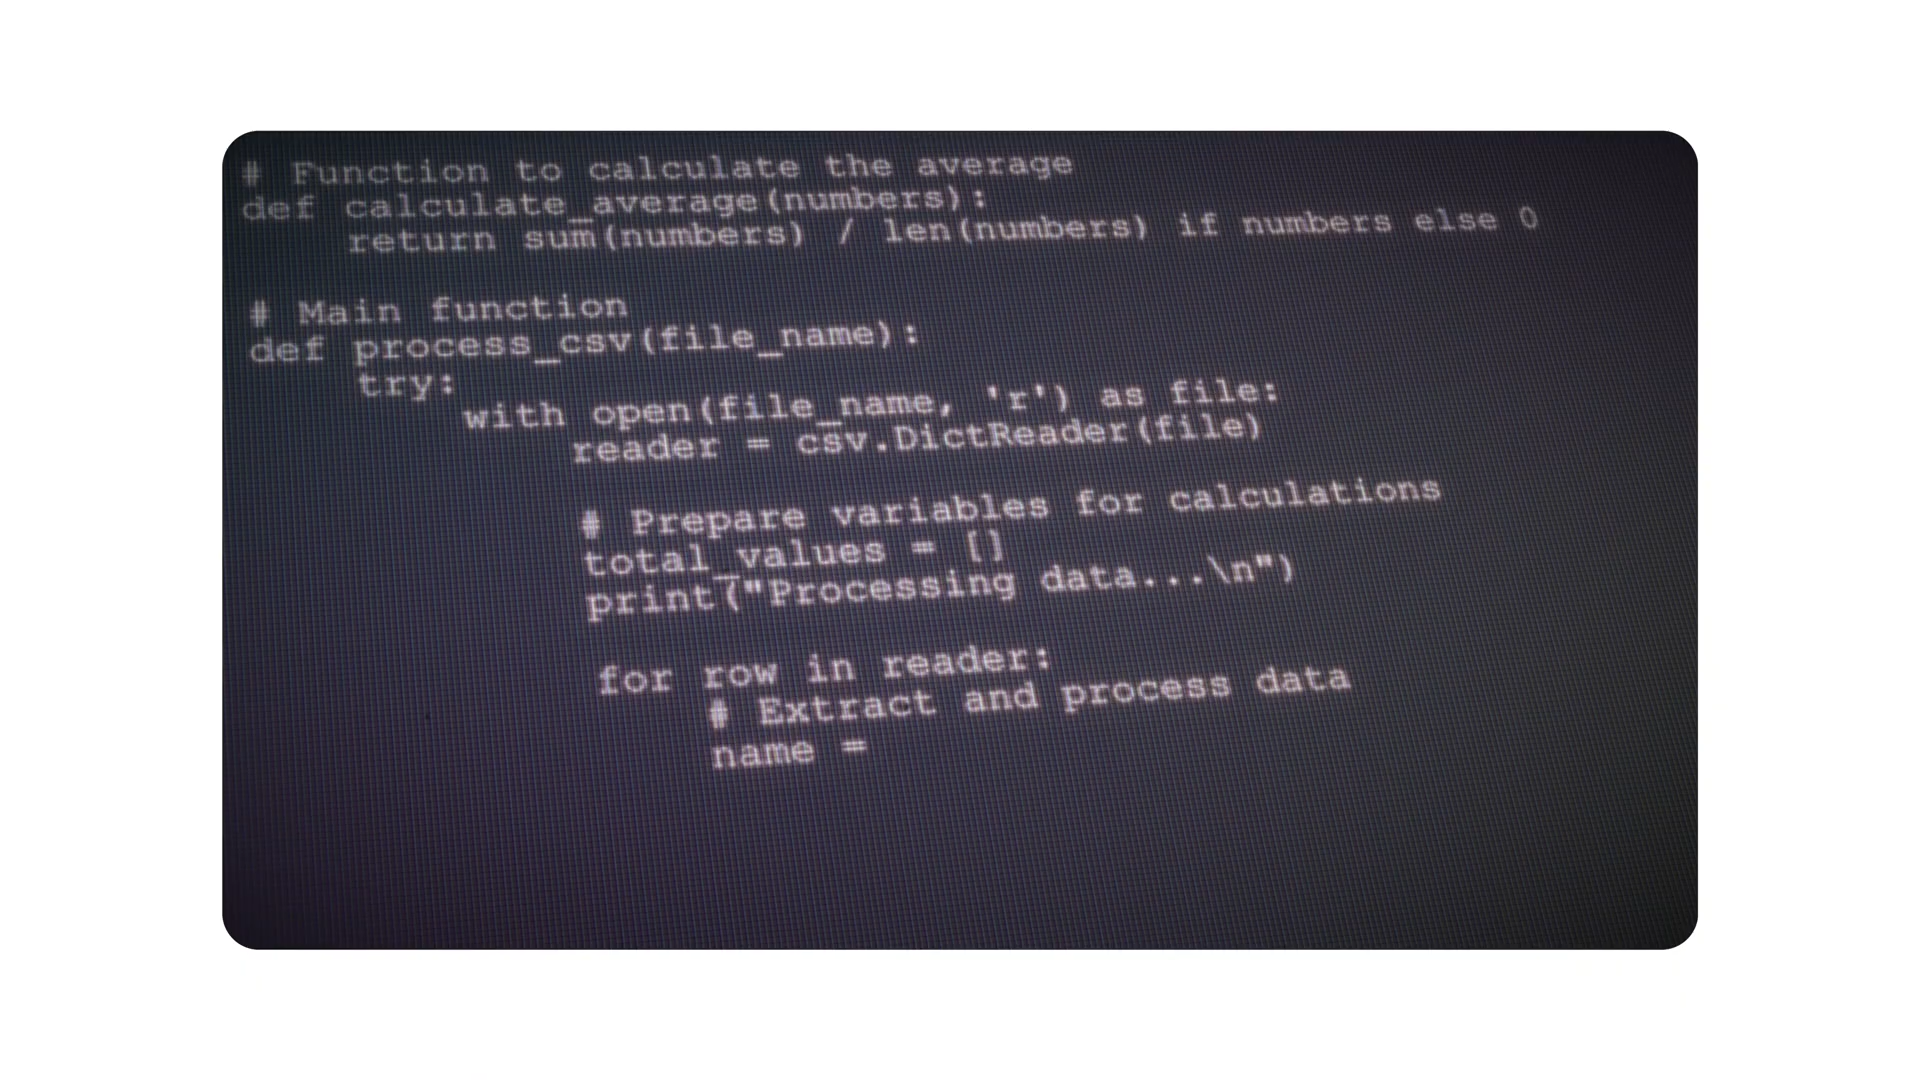 # Function to calculate the average
def calculate_average(numbers):
    return sum(numbers) / len(numbers) if numbers else 0

# Main function
def process_csv(file_name):
    try:
        with open(file_name, 'r') as file:
            reader = csv.DictReader(file)

            # Prepare variables for calculations
            total_values = []
            print("Processing data...\n")

            for row in reader:
                # Extract and process data
                name =